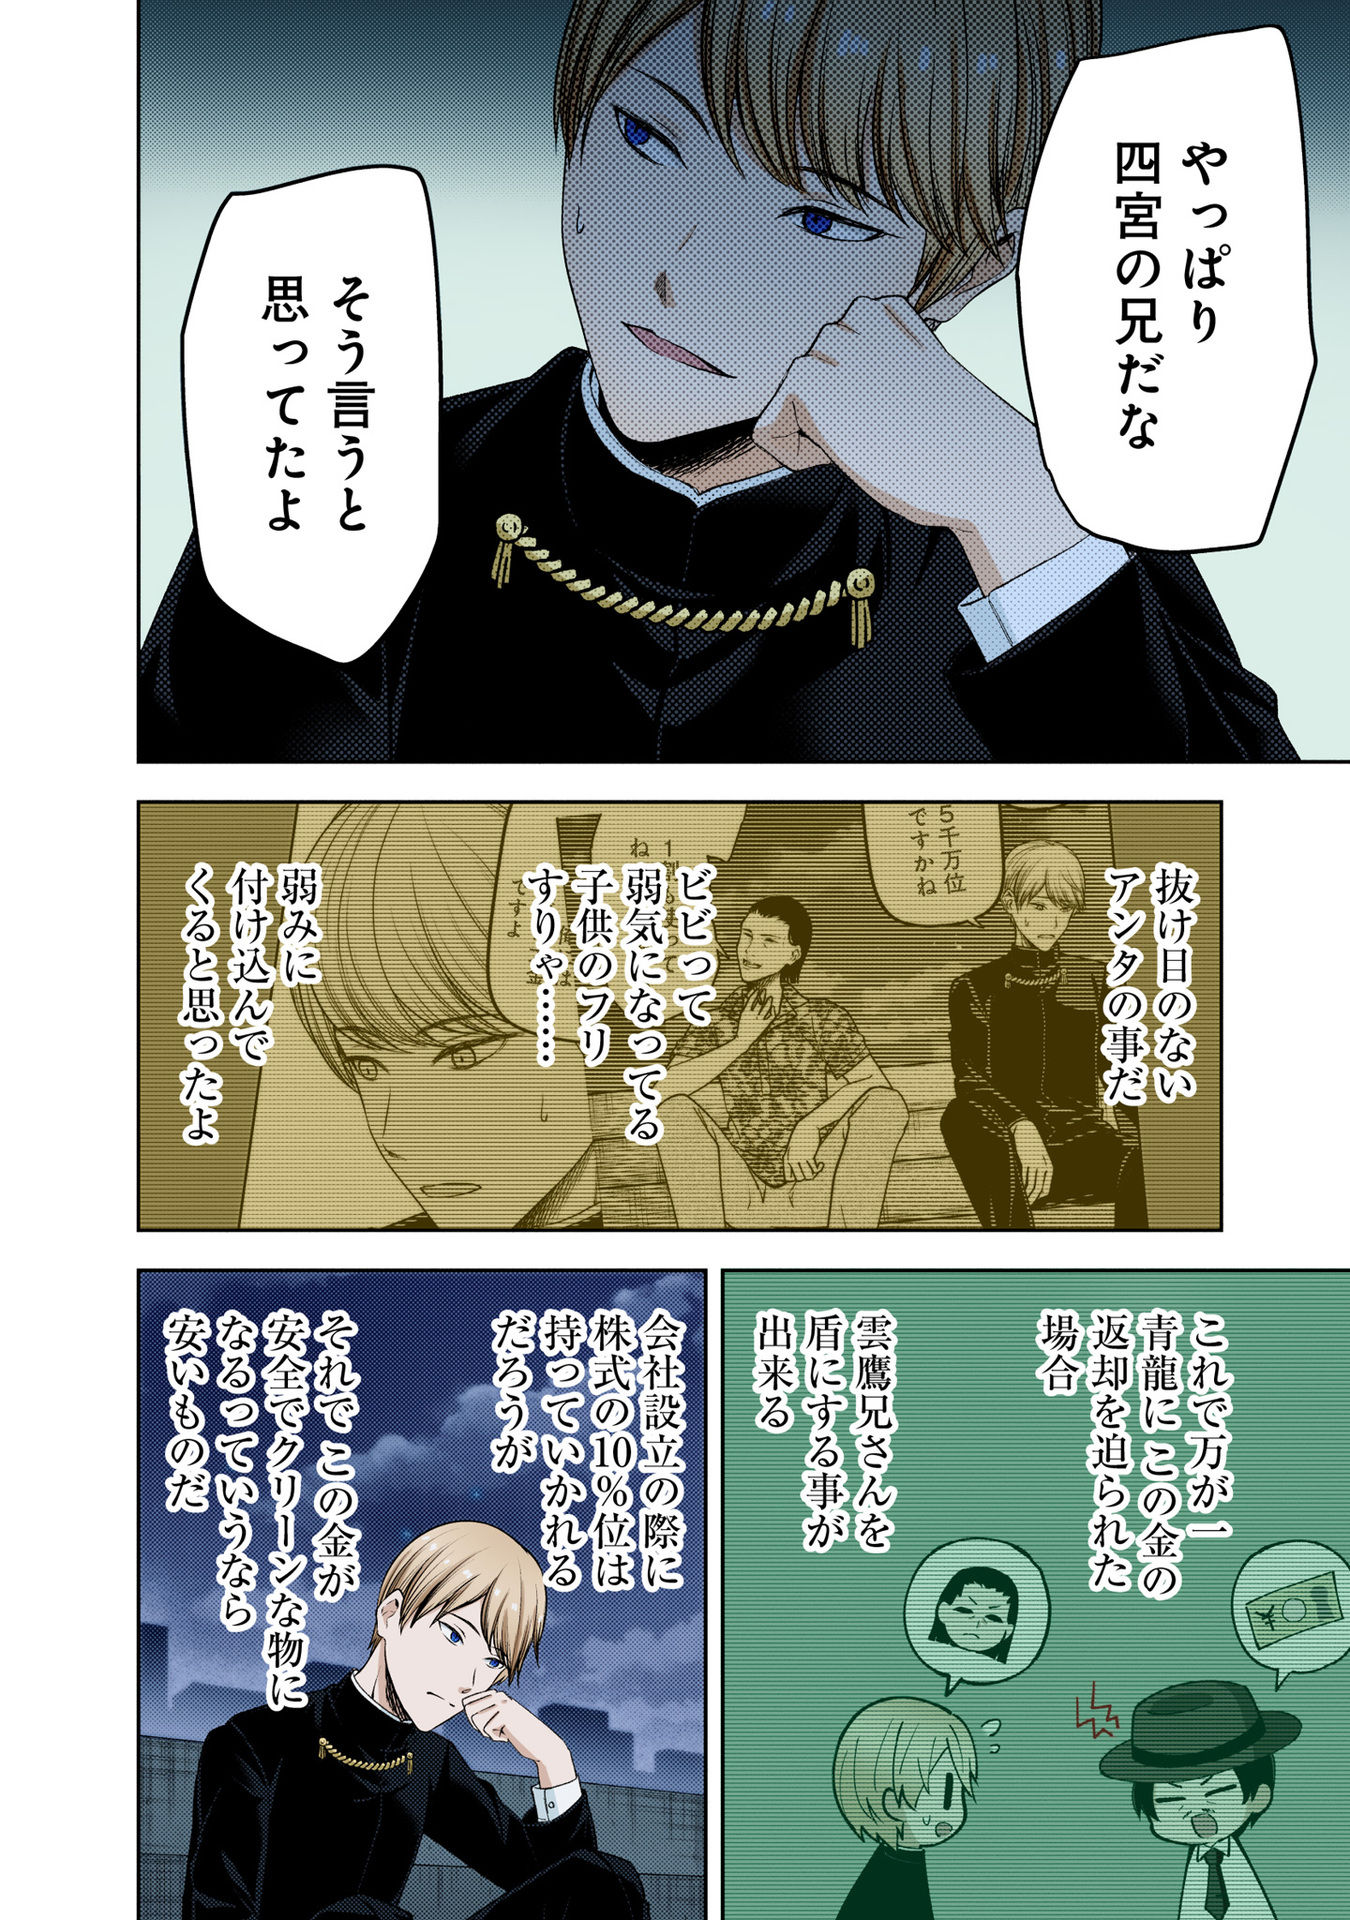 やっぱり
四宮の兄だな
そう言うと
思ってたよ
抜け目のない
アンタの事だ
5千万位
ですかね
ビビって
弱気になってる
子供のフリ
すりゃ………
ね
ですよ
弱みに
付け込んで
くると思ったよ
これで万が一
青龍にこの金の
返却を迫られた
場合
雲鷹兄さんを
盾にする事が
出来る
¥
会社設立の際に
株式の10%位は
持っていかれる
だろうが
それで この金が
安全でクリーンな物に
なるっていうなら
安いものだ